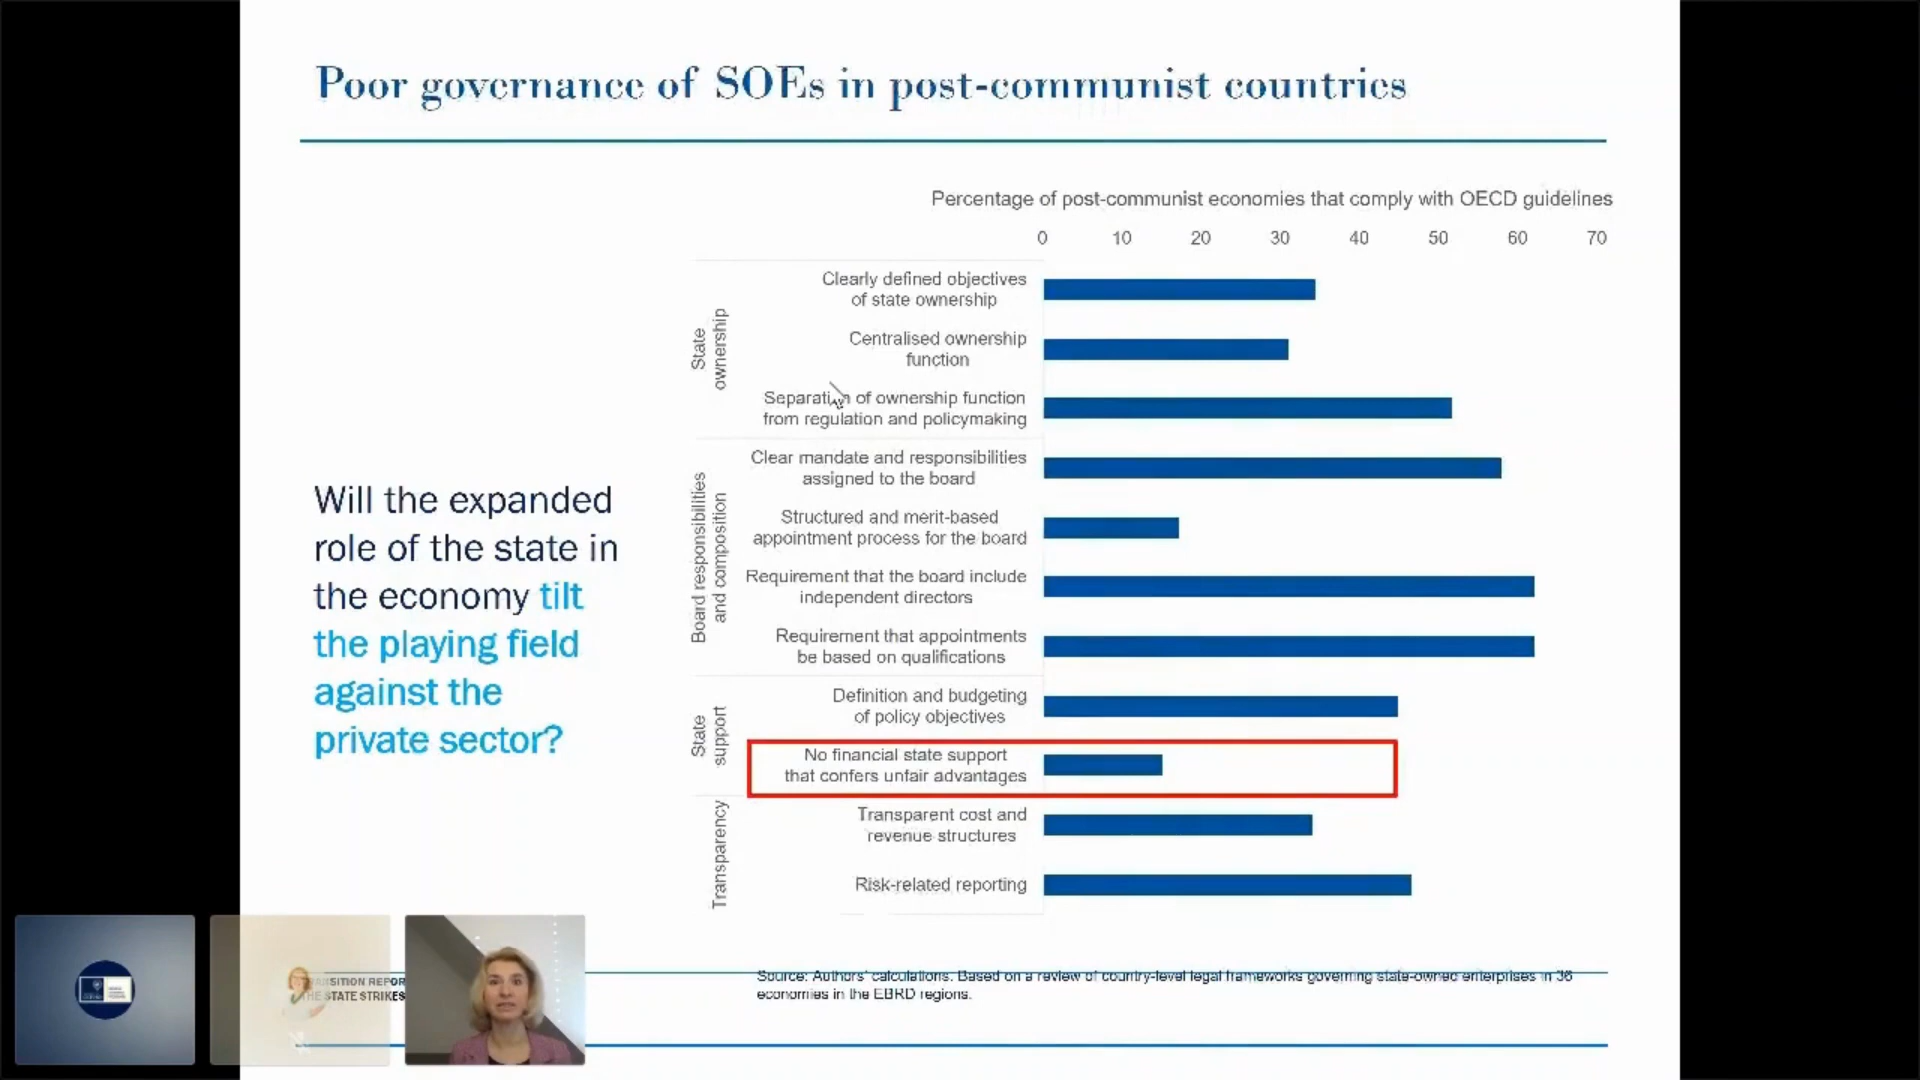 Poor governance of SOEs in post-communist countries
Percentage of post-communist economies that comply with OECD guidelines
0 10 20 30 40 50 60 70
State
ownership
Clearly defined objectives
of state ownership
Centralised ownership
function
Separation of ownership function
from regulation and policymaking
Board responsibilities
and composition
Clear mandate and responsibilities
assigned to the board
Structured and merit-based
appointment process for the board
Requirement that the board include
independent directors
Requirement that appointments
be based on qualifications
State
support
Definition and budgeting
of policy objectives
No financial state support
that confers unfair advantages
Transparency
Transparent cost and
revenue structures
Risk-related reporting
Will the expanded
role of the state in
the economy tilt
the playing field
against the
private sector?
Source: Authors' calculations. Based on a review of country-level legal frameworks governing state-owned enterprises in 36
economies in the EBRD regions.
STATE STRIKES